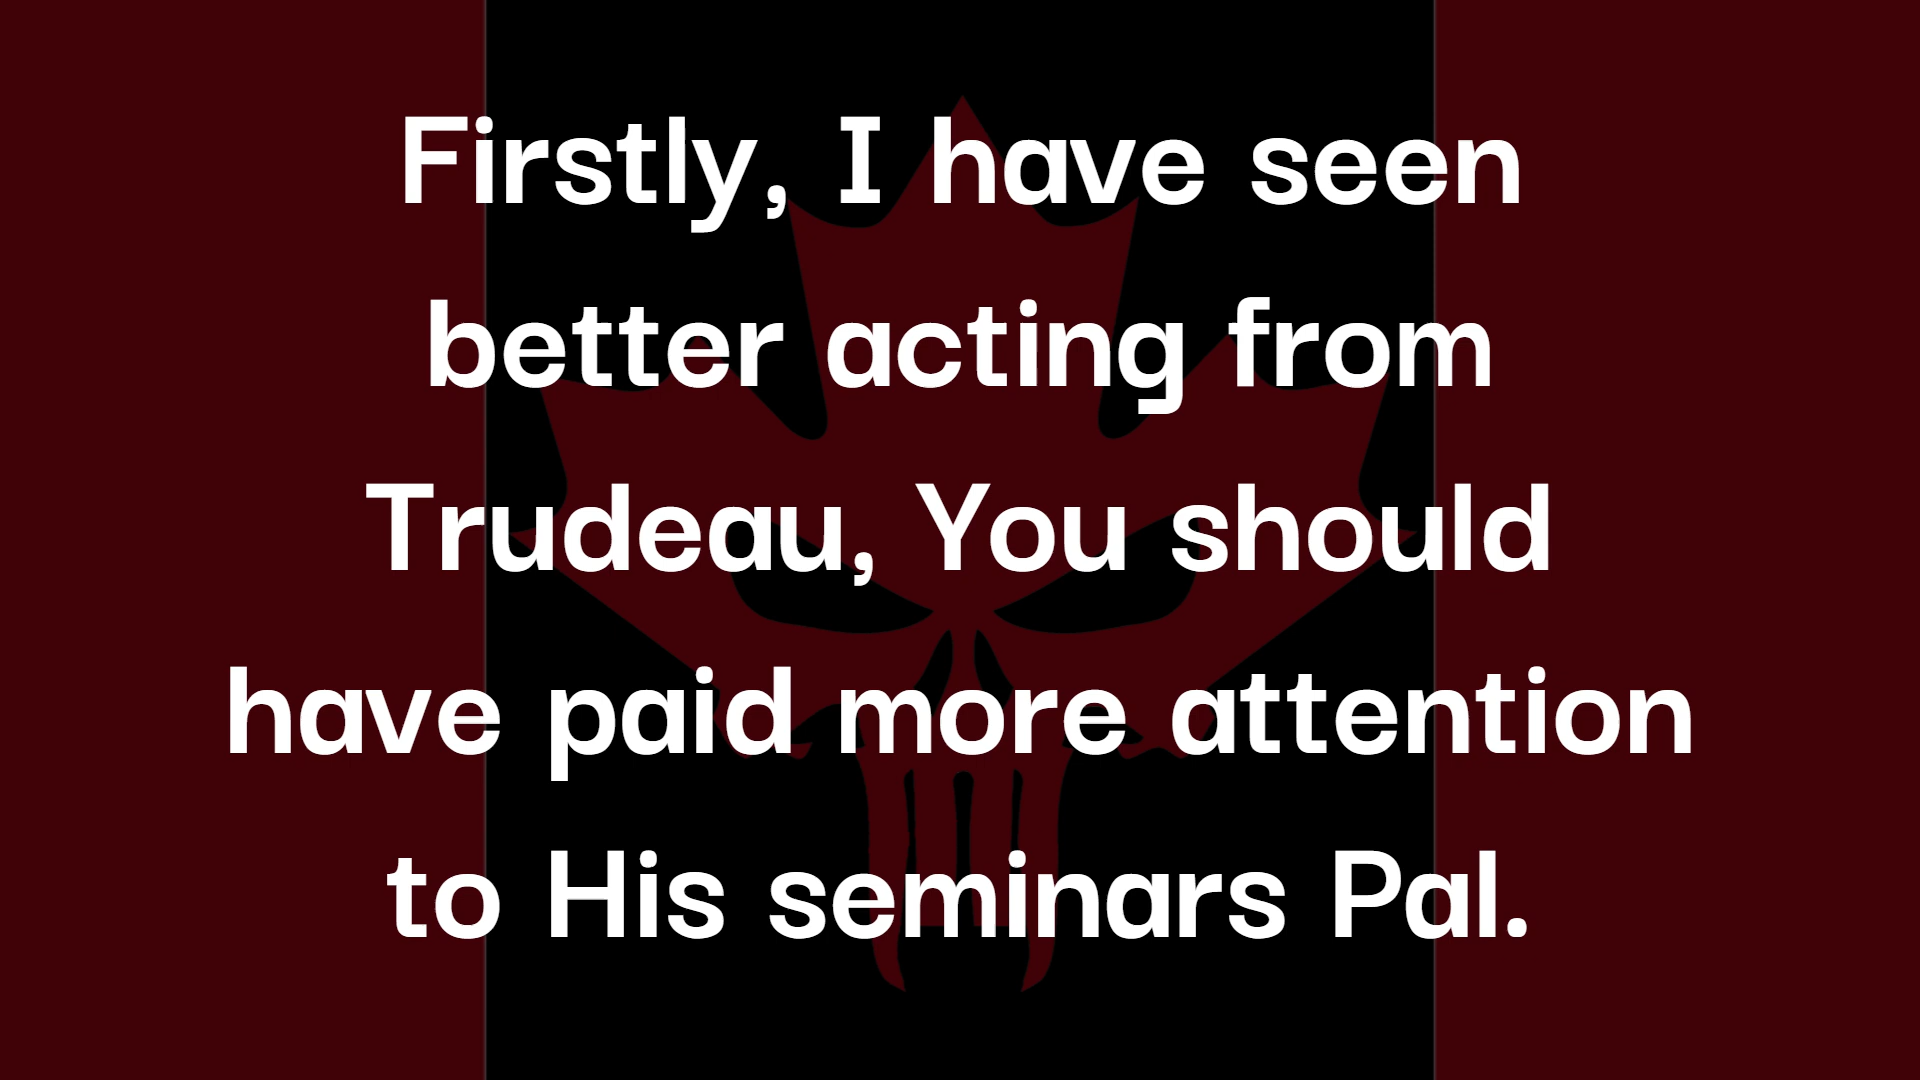 Firstly, I have seen
better acting from
Trudeau, You should
have paid more attention
to His seminars Pal.